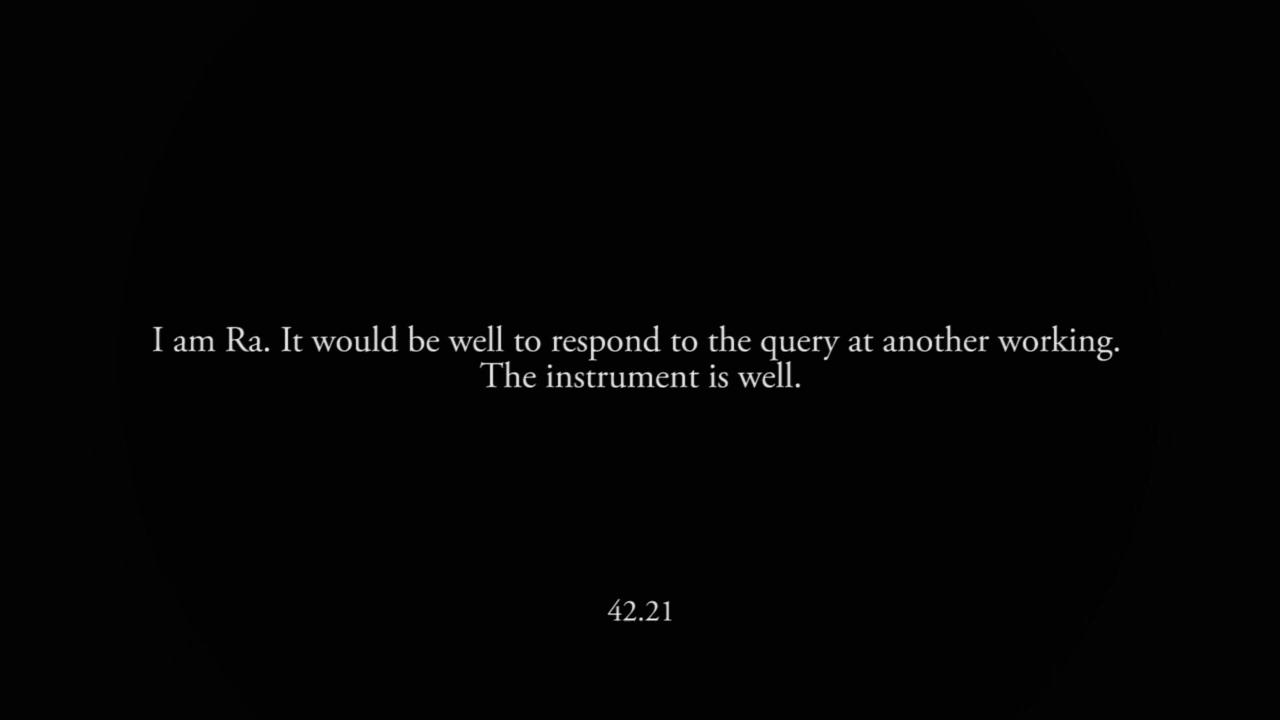 I am Ra. It would be well to respond to the query at another working.
The instrument is well.
42.21